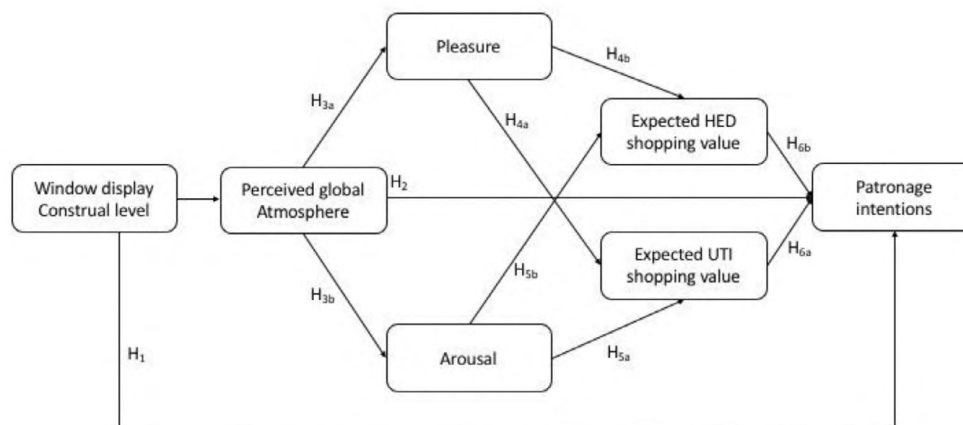 Pleasure
H4b
H3a
H4a
Expected HED
shopping value
H6b
Window display
Construal level
Perceived global
Atmosphere
H2
Patronage
intentions
Expected UTI
shopping value
H6a
H5b
H3b
Arousal
H5a
H1